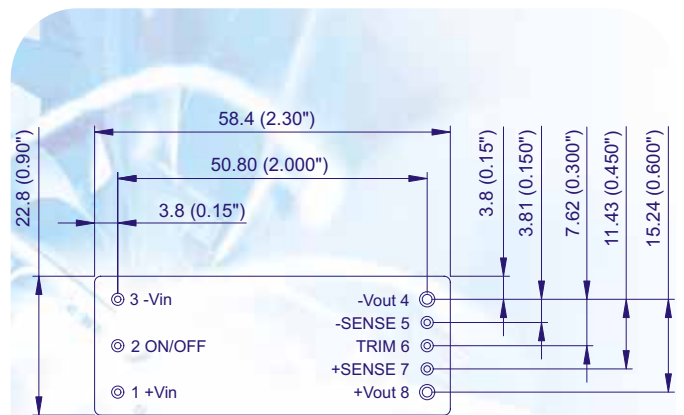 58.4 (2.30")
50.80 (2.000")
3.8 (0.15")
22.8 (0.90")
3.8 (0.15")
3.81 (0.150")
7.62 (0.300")
11.43 (0.450")
15.24 (0.600")
3 -Vin
-Vout 4
-SENSE 5
2 ON/OFF
TRIM 6
+SENSE 7
1 +Vin
+Vout 8